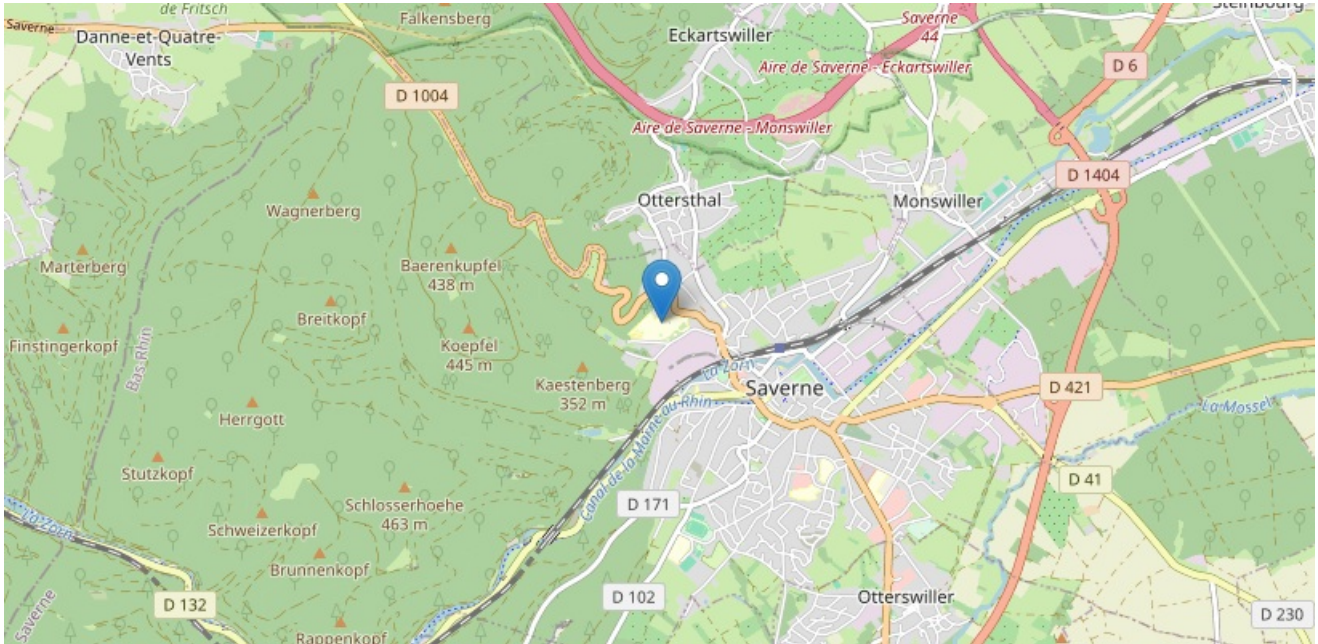 de Fritsch
Falkensberg
Saverne
Danne-et-Quatre-
Vents
Eckartswiller
Saverne
44
Steinbourg
Aire de Saverne - Eckartswiller
D 6
D 1004
Aire de Saverne - Monswiller
D 1404
Ottersthal
Monswiller
Wagnerberg
Marterberg
Baerenkupfel
438 m
Breitkopf
Finstingerkopf
Koepfel
445 m
Bas-Rhin
La Zorn
Kaestenberg
352 m
Saverne
D 421
La Mossel
Herrgott
Canal de la Marne au Rhin
Stutzkopf
D 41
Schlosserhoehe
463 m
D 171
La Zorn
Schweizerkopf
Brunnenkopf
D 132
D 102
Otterswiller
D 230
Saverne
Rappenkopf